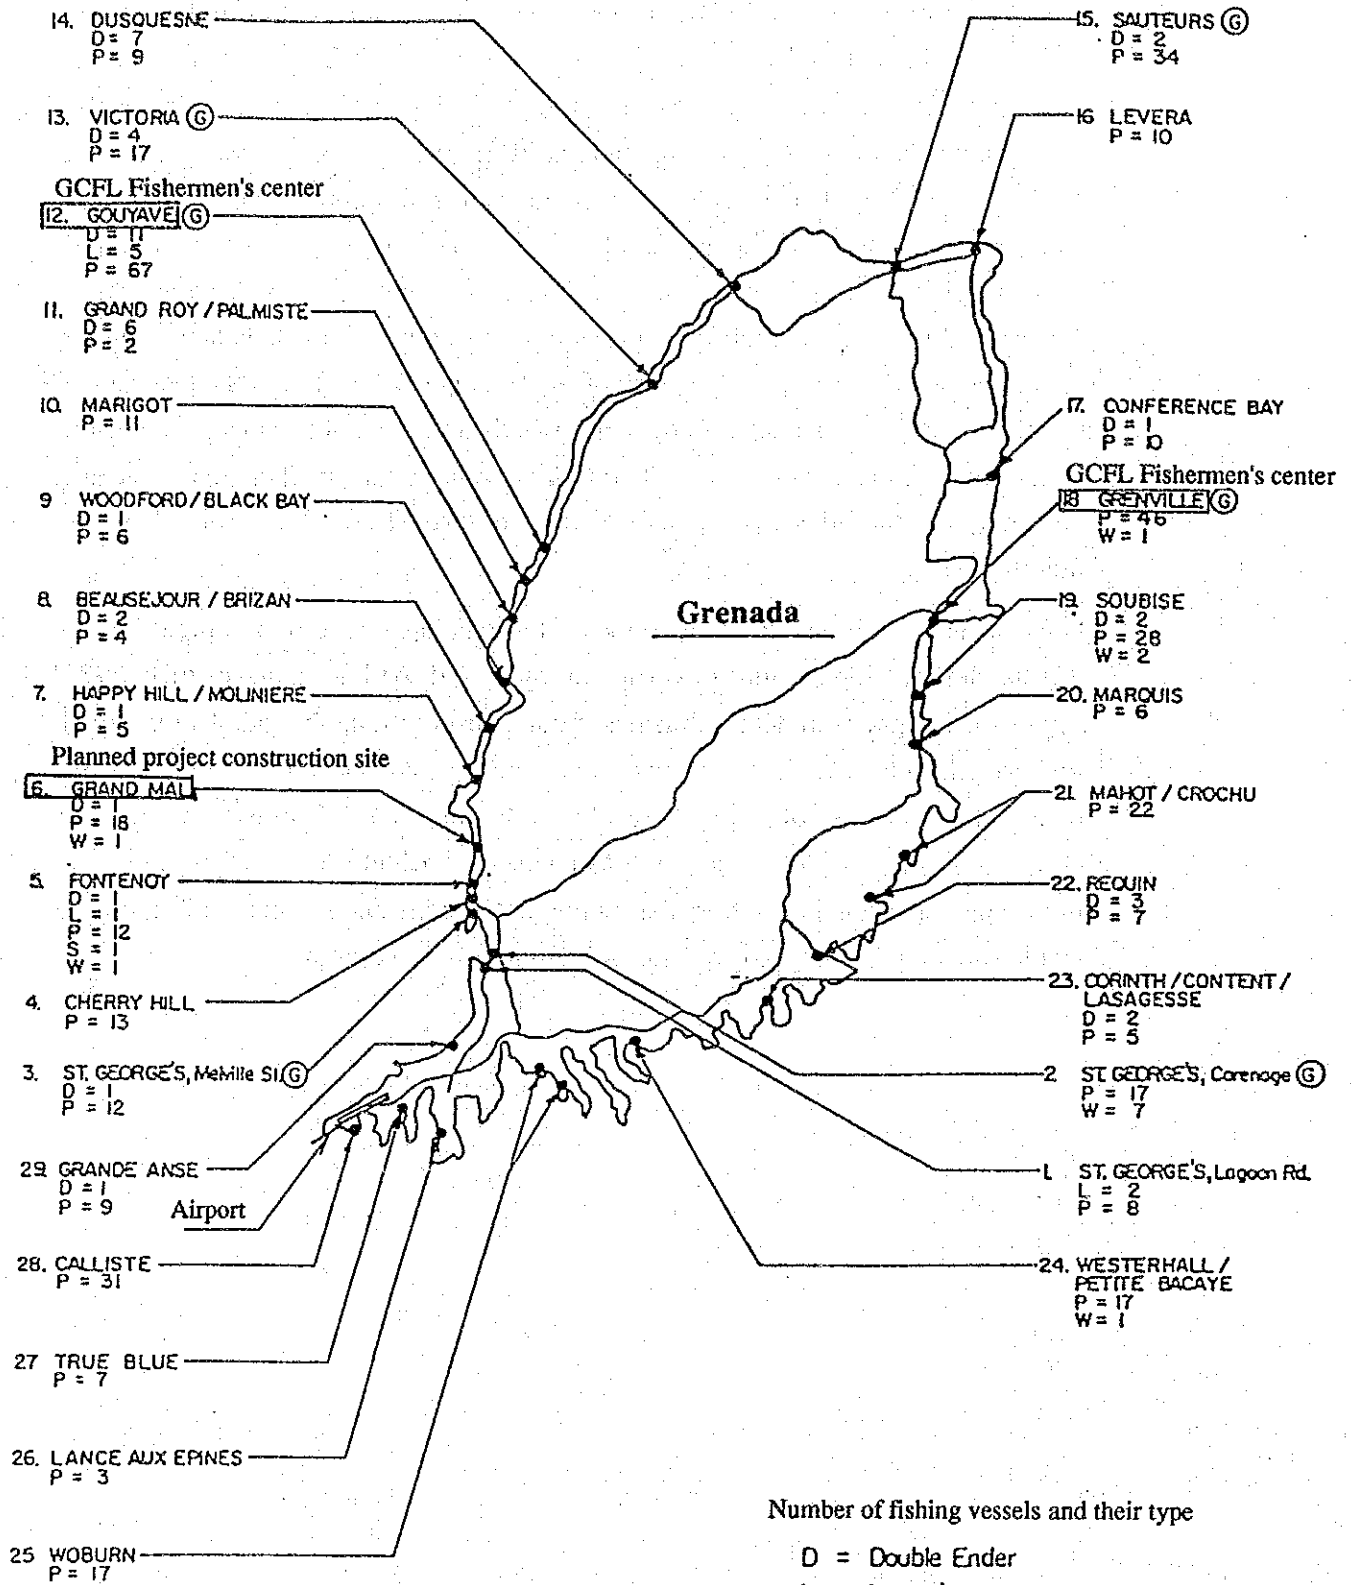 14. DUSQUESNE
D = 7
P = 9
13. VICTORIA G
D = 4
P = 17
GCFL Fishermen's center
12. GOUYAVE G
D = 11
L = 5
P = 67
11. GRAND ROY / PALMISTE
D = 6
P = 2
10. MARIGOT
P = 11
9 WOODFORD / BLACK BAY
D = 1
P = 6
8. BEAUSEJOUR / BRIZAN
D = 2
P = 4
7. HAPPY HILL / MOLINIERE
D = 1
P = 5
Planned project construction site
6. GRAND MAL
D = 1
P = 18
W = 1
5. FONTENOY
D = 1
L = 1
P = 12
S = 1
W = 1
4. CHERRY HILL
P = 13
3. ST. GEORGE'S, Melville St. G
D = 1
P = 12
29. GRANDE ANSE
D = 1
P = 9
Airport
28. CALLISTE
P = 31
27 TRUE BLUE
P = 7
26. LANCE AUX EPINES
P = 3
25 WOBURN
P = 17
Grenada
15. SAUTEURS G
D = 2
P = 34
16 LEVERA
P = 10
17. CONFERENCE BAY
D = 1
P = 10
GCFL Fishermen's center
18 GRENVILLE G
P = 46
W = 1
19. SOUBISE
D = 2
P = 28
W = 2
20. MARQUIS
P = 6
21. MAHOT / CROCHU
P = 22
22. REQUIN
D = 3
P = 7
23. CORINTH / CONTENT /
LASAGESSE
D = 2
P = 5
2 ST. GEORGE'S, Carenage G
P = 17
W = 7
1. ST. GEORGE'S, Lagoon Rd.
L = 2
P = 8
24. WESTERHALL /
PETITE BACAYE
P = 17
W = 1
Number of fishing vessels and their type
D = Double Ender